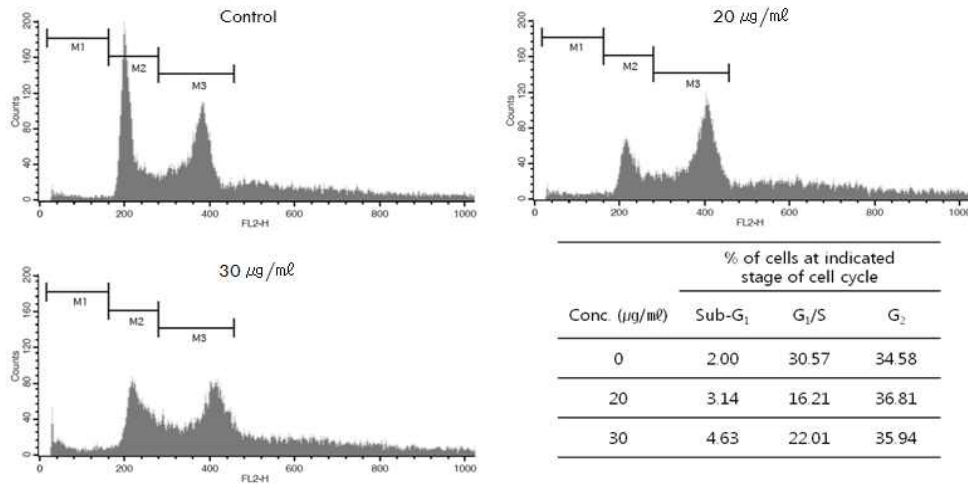 Control
200
160
120
80
40
0
Counts
M1
M2
M3
0 200 400 600 800 1000
FL2-H
20 μg/㎖
200
160
120
80
40
0
Counts
M1
M2
M3
0 200 400 600 800 1000
FL2-H
30 μg/㎖
200
160
120
80
40
0
Counts
M1
M2
M3
0 200 400 600 800 1000
FL2-H
% of cells at indicated
stage of cell cycle
Conc. (μg/㎖) Sub-G₁ G₁/S G₂
0 2.00 30.57 34.58
20 3.14 16.21 36.81
30 4.63 22.01 35.94